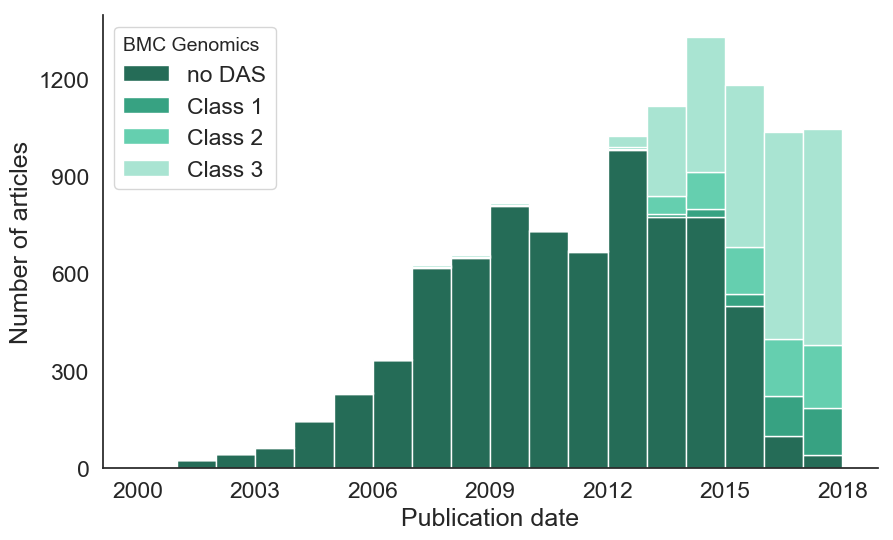 BMC Genomics
no DAS
Class 1
Class 2
Class 3
Number of articles
1200
900
600
300
0
2000 2003 2006 2009 2012 2015 2018
Publication date